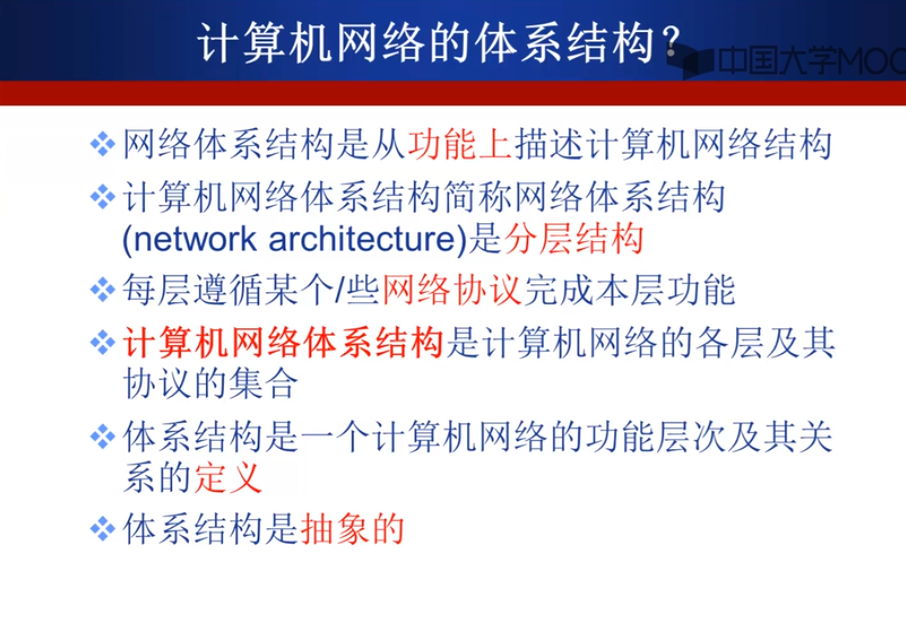 计算机网络的体系结构？
中国大学MOO
网络体系结构是从功能上描述计算机网络结构
计算机网络体系结构简称网络体系结构
(network architecture)是分层结构
每层遵循某个/些网络协议完成本层功能
计算机网络体系结构是计算机网络的各层及其
协议的集合
体系结构是一个计算机网络的功能层次及其关
系的定义
体系结构是抽象的